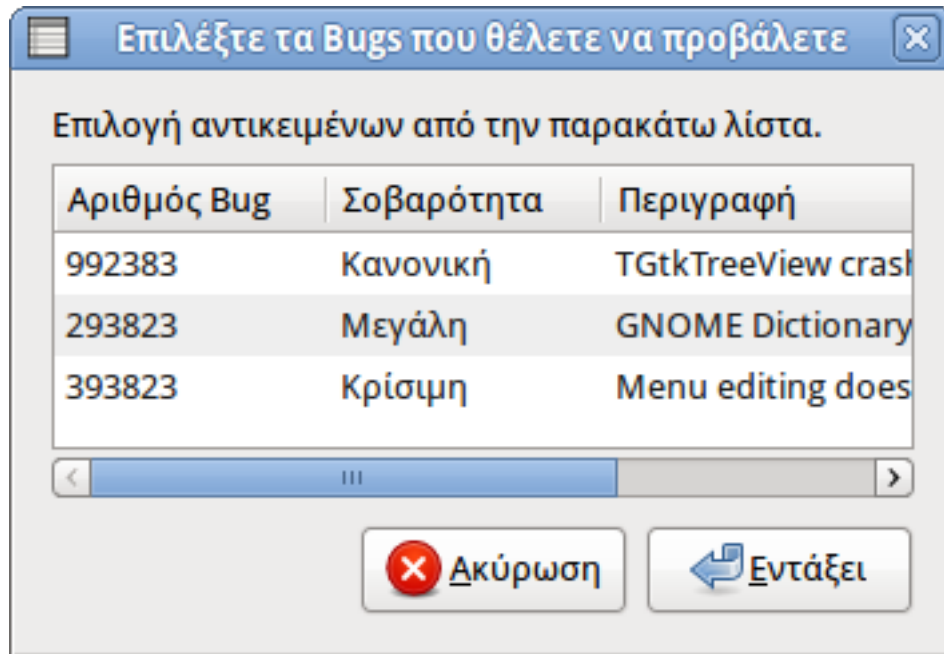 Επιλέξτε τα Bugs που θέλετε να προβάλετε
Επιλογή αντικειμένων από την παρακάτω λίστα.
Αριθμός Bug Σοβαρότητα Περιγραφή
992383 Κανονική TGtkTreeView crash
293823 Μεγάλη GNOME Dictionary
393823 Κρίσιμη Menu editing does
Ακύρωση Εντάξει